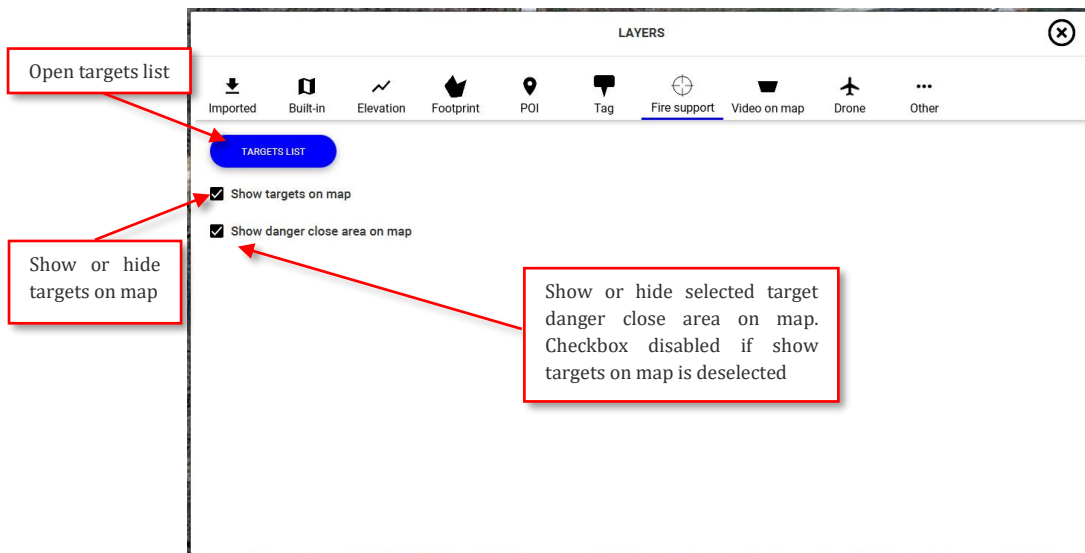 LAYERS
Open targets list
Imported
Built-in
Elevation
Footprint
POI
Tag
Fire support
Video on map
Drone
Other
TARGETS LIST
Show targets on map
Show danger close area on map
Show or hide
targets on map
Show or hide selected target
danger close area on map.
Checkbox disabled if show
targets on map is deselected